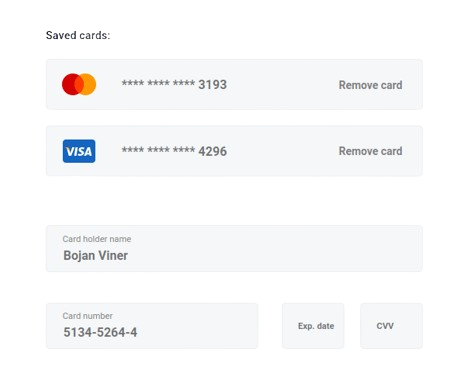 Saved cards:
**** **** **** 3193 Remove card
VISA **** **** **** 4296 Remove card
Card holder name
Bojan Viner
Card number
5134-5264-4
Exp. date CVV